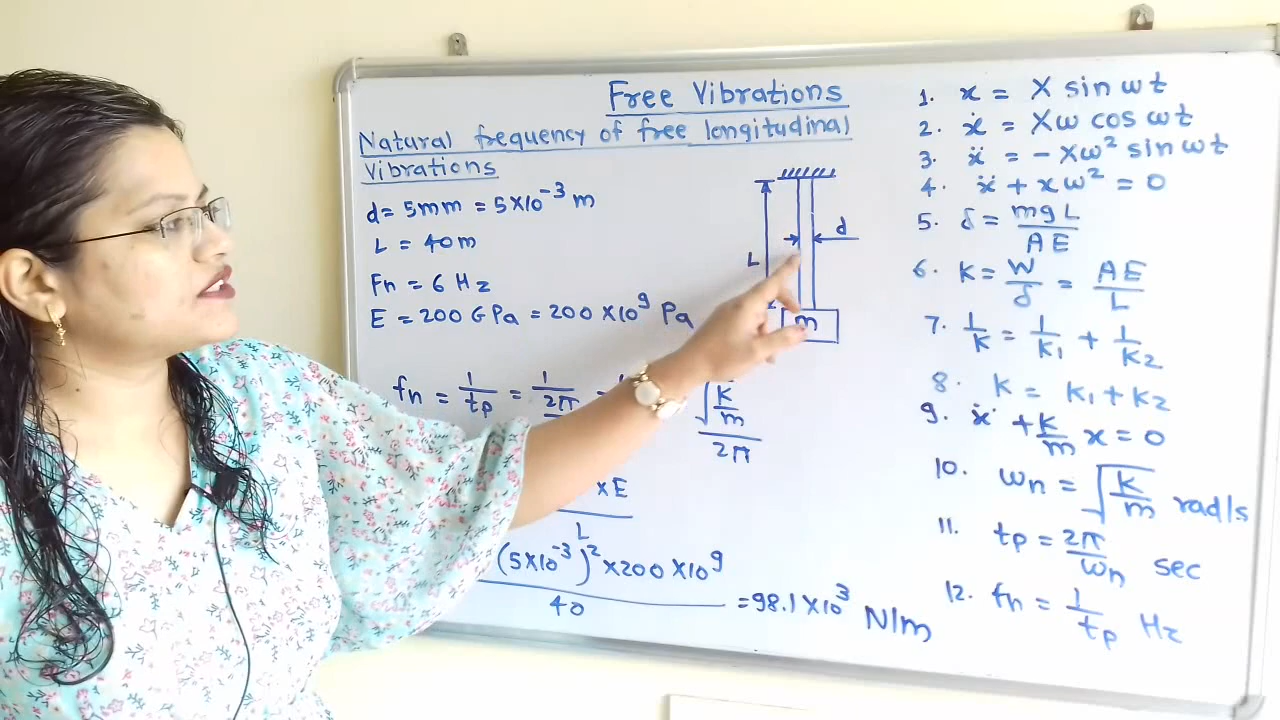 Free Vibrations
Natural frequency of free longitudinal
Vibrations
d = 5mm = 5×10⁻³ m
L = 40m
Fn = 6 Hz
E = 200 GPa = 200 ×10⁹ Pa
fn = 1/tp = 1/2π =
√(k/m) / 2π
×E / L
(5×10⁻³)² × 200 ×10⁹ / 40 = 98.1 ×10³ N/m
L
d
m
1. x = X sin ωt
2. ẋ = Xω cos ωt
3. ẍ = - Xω² sin ωt
4. ẍ + xω² = 0
5. δ = mgL / AE
6. K = W/δ = AE/L
7. 1/K = 1/K₁ + 1/K₂
8. K = K₁ + K₂
9. ẍ + k/m x = 0
10. ωn = √(K/m) rad/s
11. tp = 2π/ωn sec
12. fn = 1/tp Hz